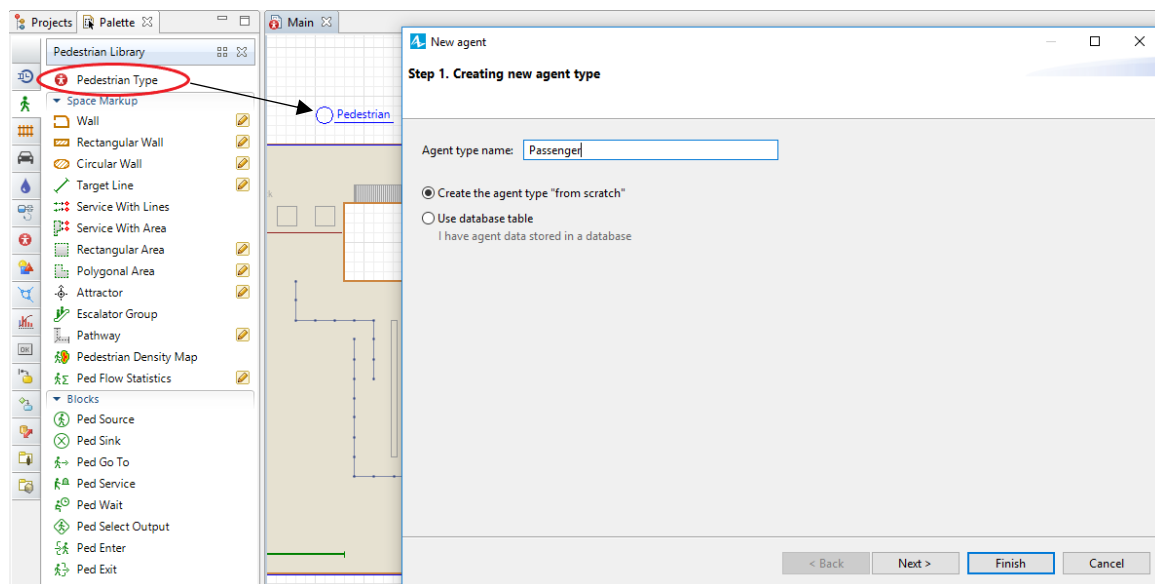 Projects
Palette
Main
Pedestrian Library
Pedestrian Type
Space Markup
Wall
Rectangular Wall
Circular Wall
Target Line
Service With Lines
Service With Area
Rectangular Area
Polygonal Area
Attractor
Escalator Group
Pathway
Pedestrian Density Map
Ped Flow Statistics
Blocks
Ped Source
Ped Sink
Ped Go To
Ped Service
Ped Wait
Ped Select Output
Ped Enter
Ped Exit
OK
Pedestrian
New agent
Step 1. Creating new agent type
Agent type name: Passenger
Create the agent type "from scratch"
Use database table
I have agent data stored in a database
< Back Next > Finish Cancel